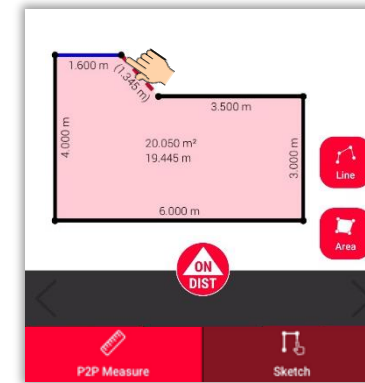 1.600 m
(1.345 m)
3.500 m
4.000 m
20.050 m²
19.445 m
3.000 m
Line
6.000 m
Area
ON
DIST
P2P Measure
Sketch